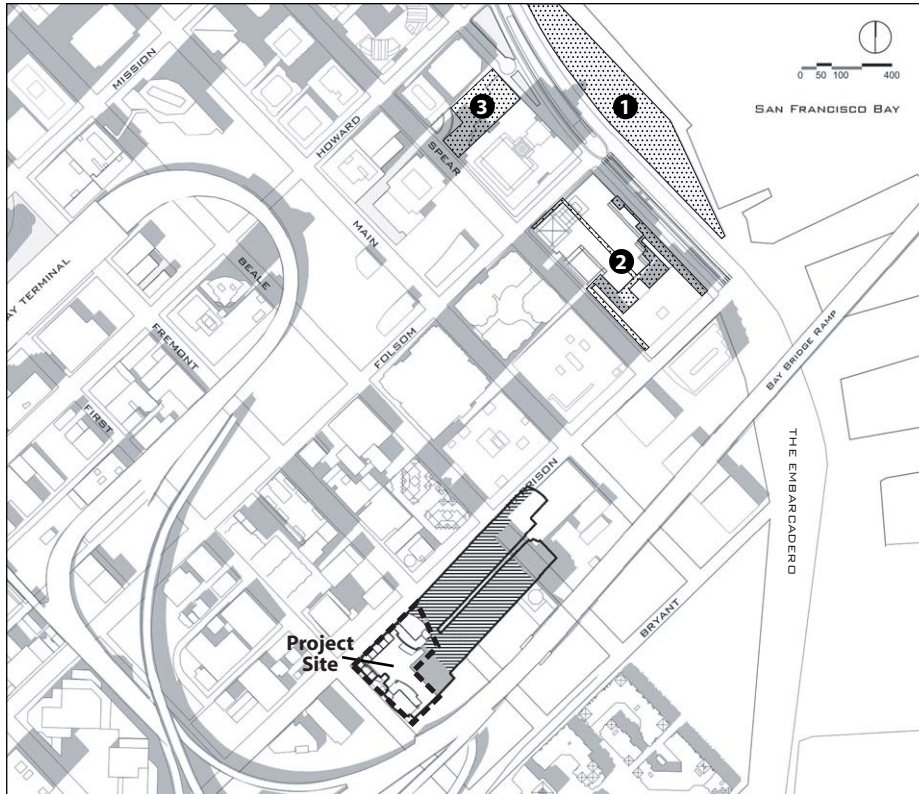 MISSION
HOWARD
SPEAR
MAIN
BEALE
FREMONT
FIRST
AY TERMINAL
FOLSOM
RISON
BRYANT
BAY BRIDGE RAMP
THE EMBARCADERO
SAN FRANCISCO BAY
0 50 100 400
1
2
3
Project
Site